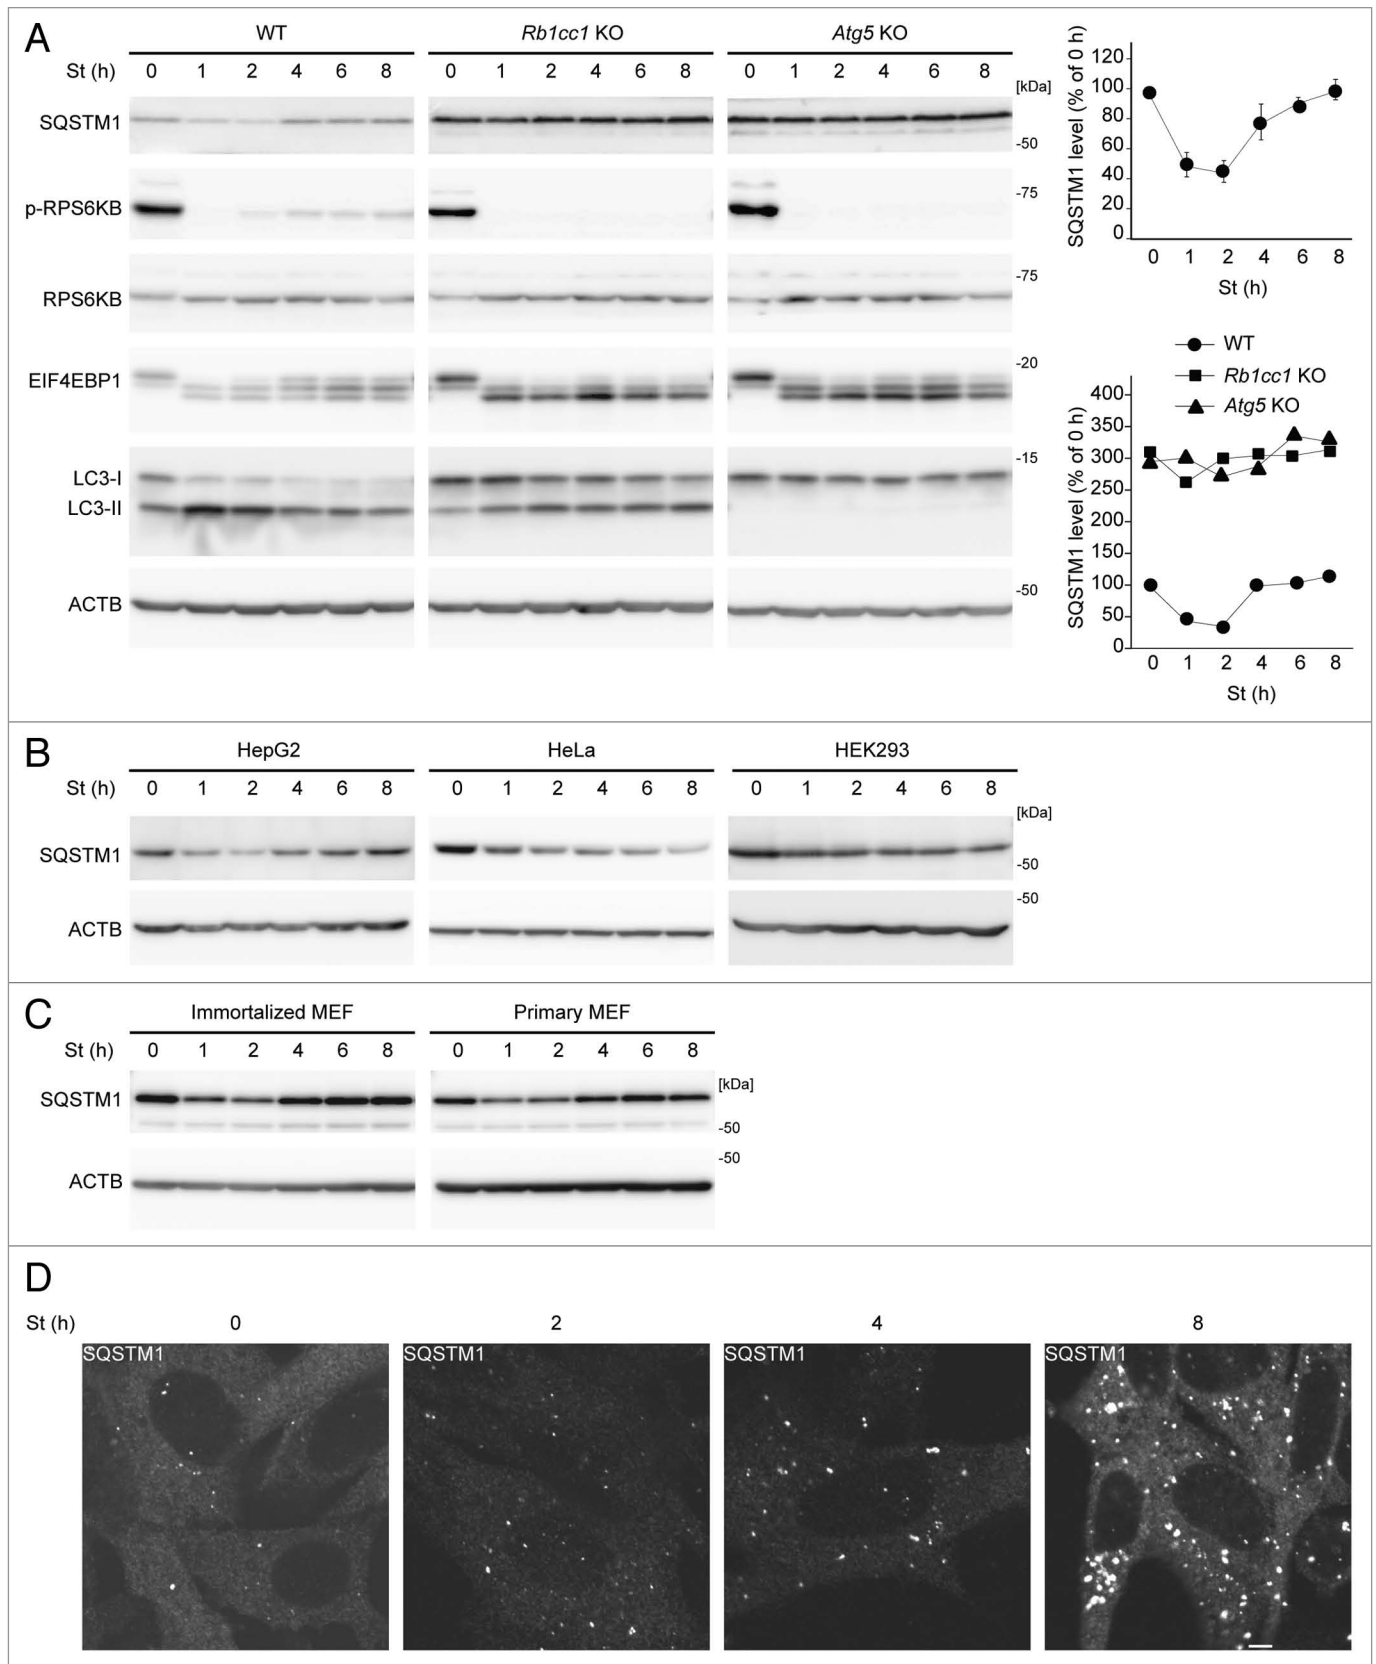 A
WT
Rb1cc1 KO
Atg5 KO
St (h) 0 1 2 4 6 8 0 1 2 4 6 8 0 1 2 4 6 8
[kDa]
SQSTM1
-50
p-RPS6KB
-75
RPS6KB
-75
EIF4EBP1
-20
LC3-I
-15
LC3-II
ACTB
-50
SQSTM1 level (% of 0 h)
120
100
80
60
40
20
0
0 1 2 4 6 8
St (h)
WT
Rb1cc1 KO
Atg5 KO
SQSTM1 level (% of 0 h)
400
350
300
250
200
150
100
50
0
0 1 2 4 6 8
St (h)
B
HepG2
HeLa
HEK293
St (h) 0 1 2 4 6 8 0 1 2 4 6 8 0 1 2 4 6 8
[kDa]
SQSTM1
-50
-50
ACTB
C
Immortalized MEF
Primary MEF
St (h) 0 1 2 4 6 8 0 1 2 4 6 8
[kDa]
SQSTM1
-50
-50
ACTB
D
St (h) 0 2 4 8
SQSTM1 SQSTM1 SQSTM1 SQSTM1